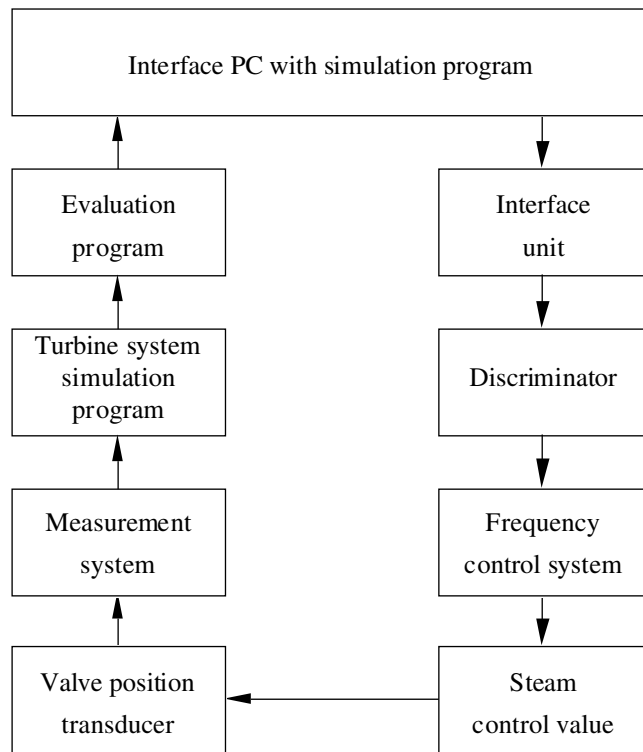 Interface PC with simulation program
Evaluation
program
Interface
unit
Turbine system
simulation
program
Discriminator
Measurement
system
Frequency
control system
Valve position
transducer
Steam
control value